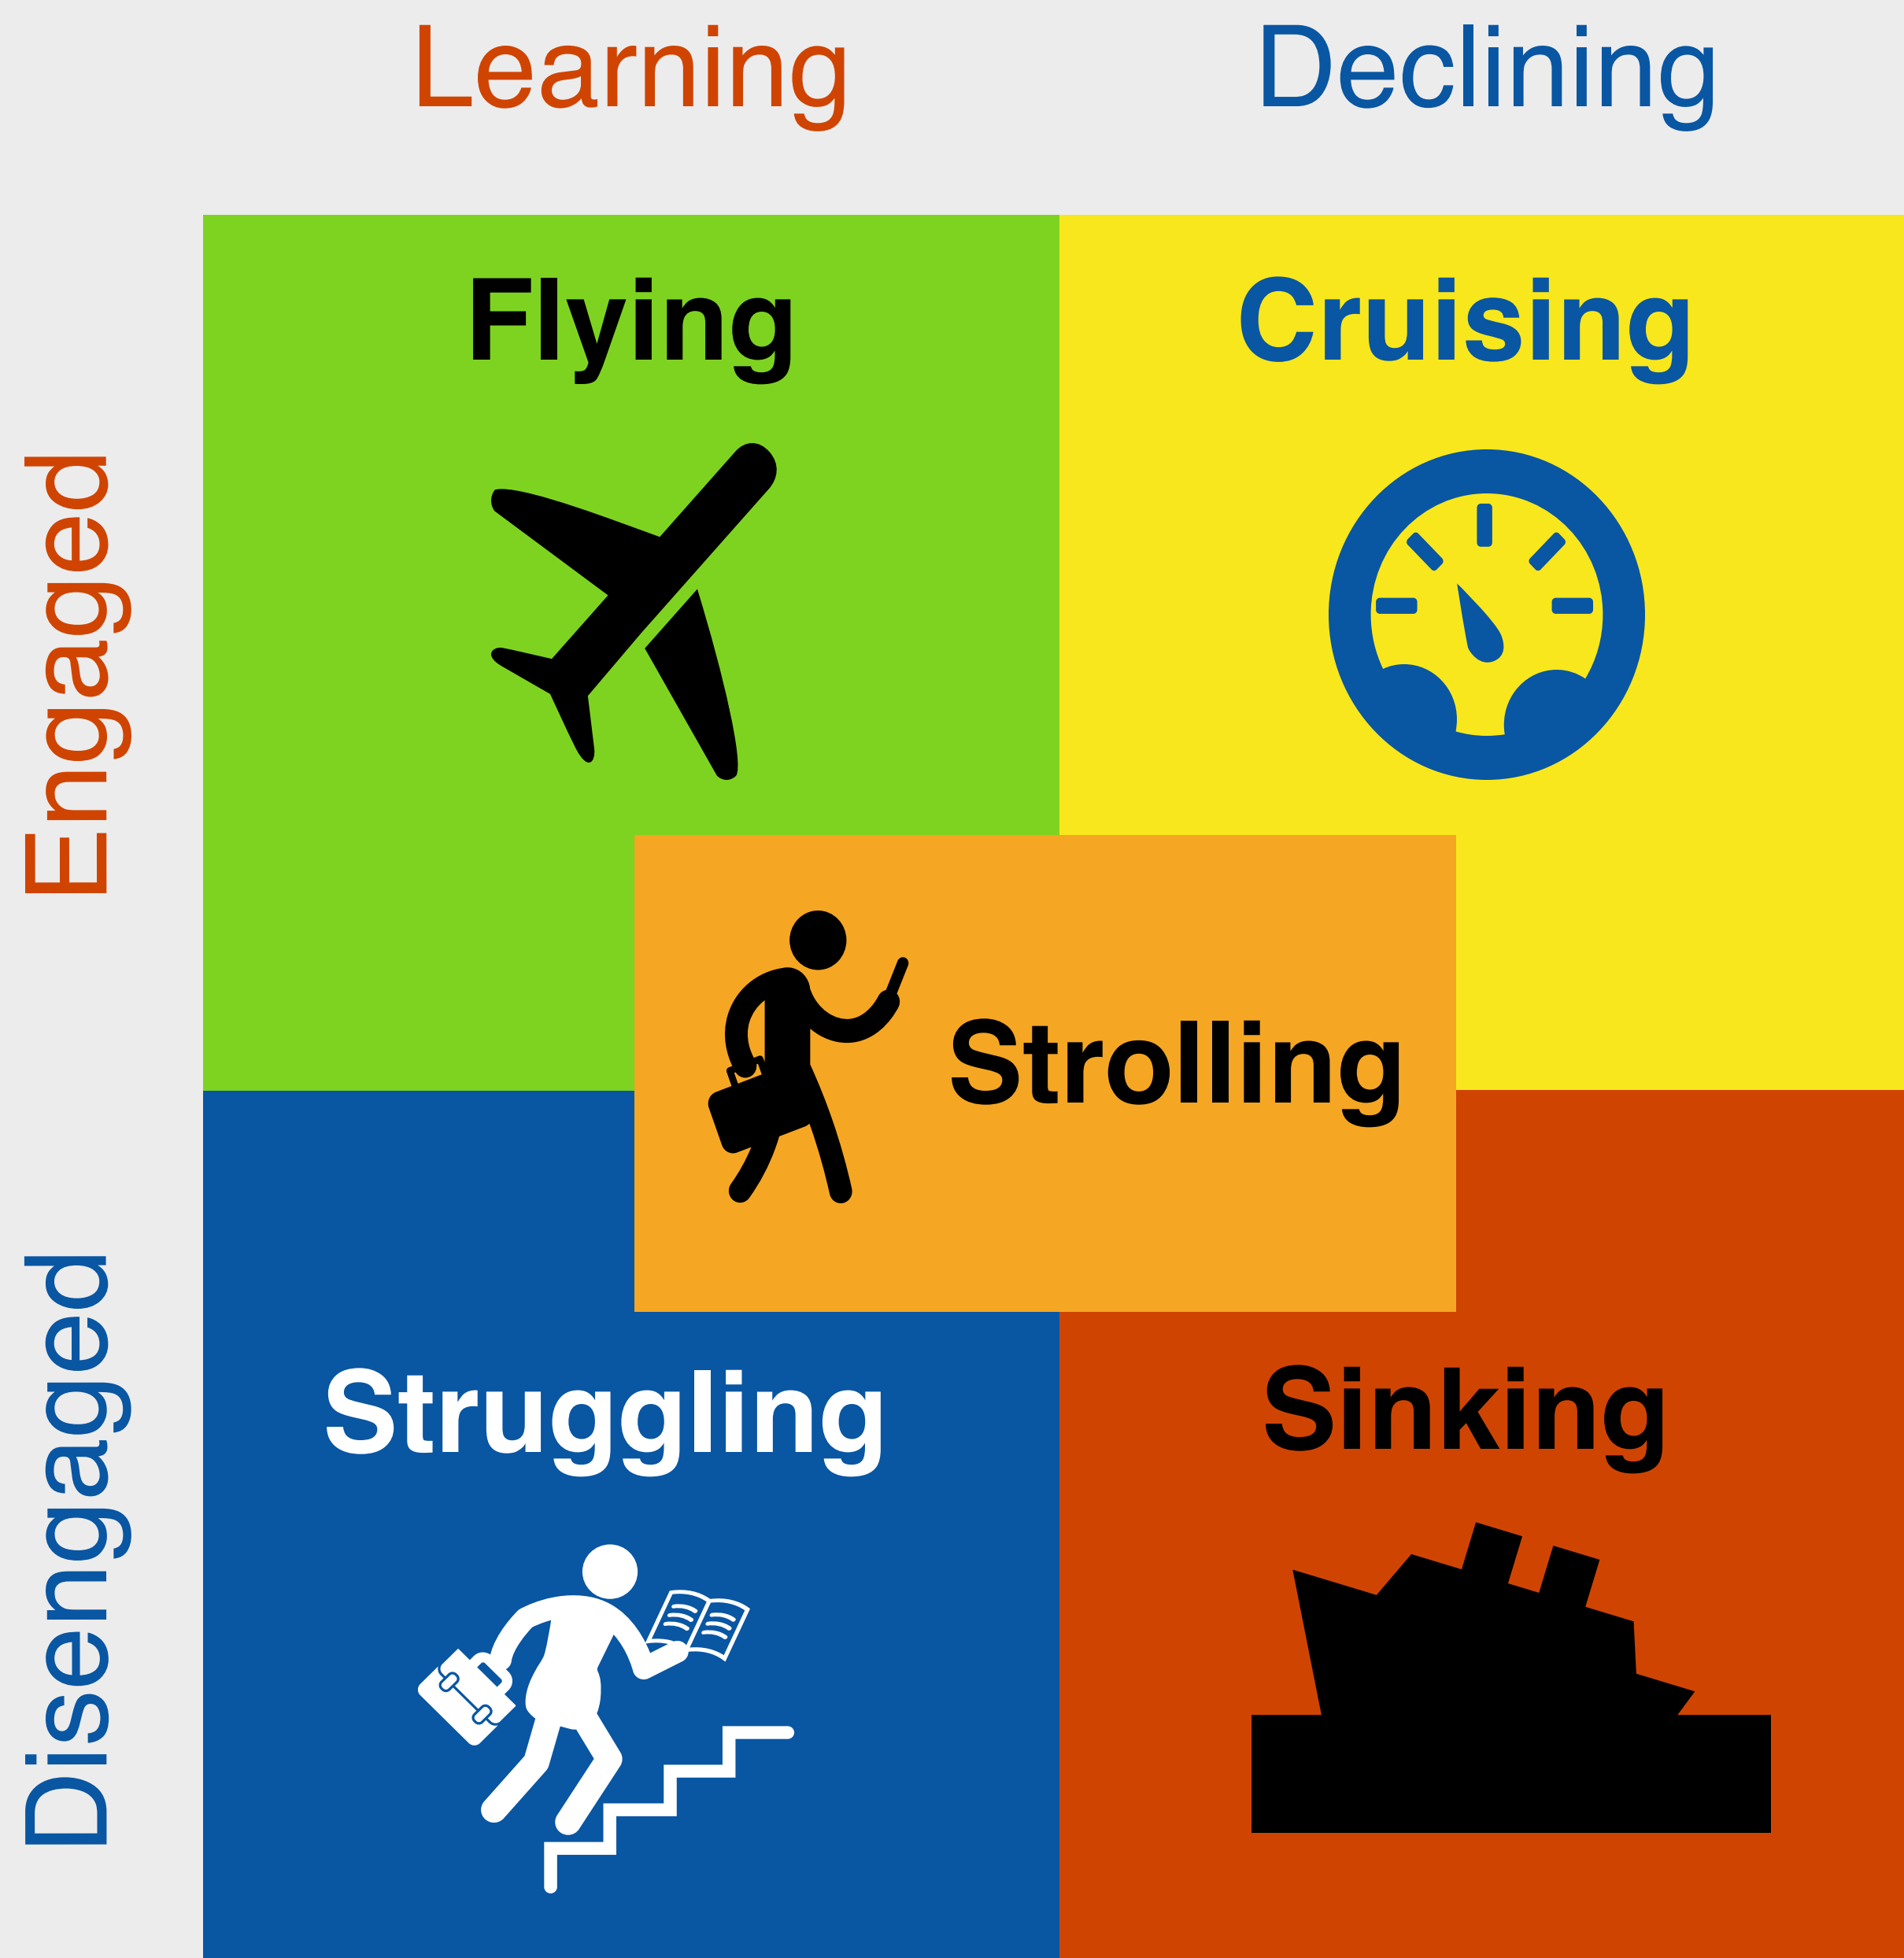 Learning
Declining
Engaged
Flying
Cruising
Strolling
Disengaged
Struggling
Sinking